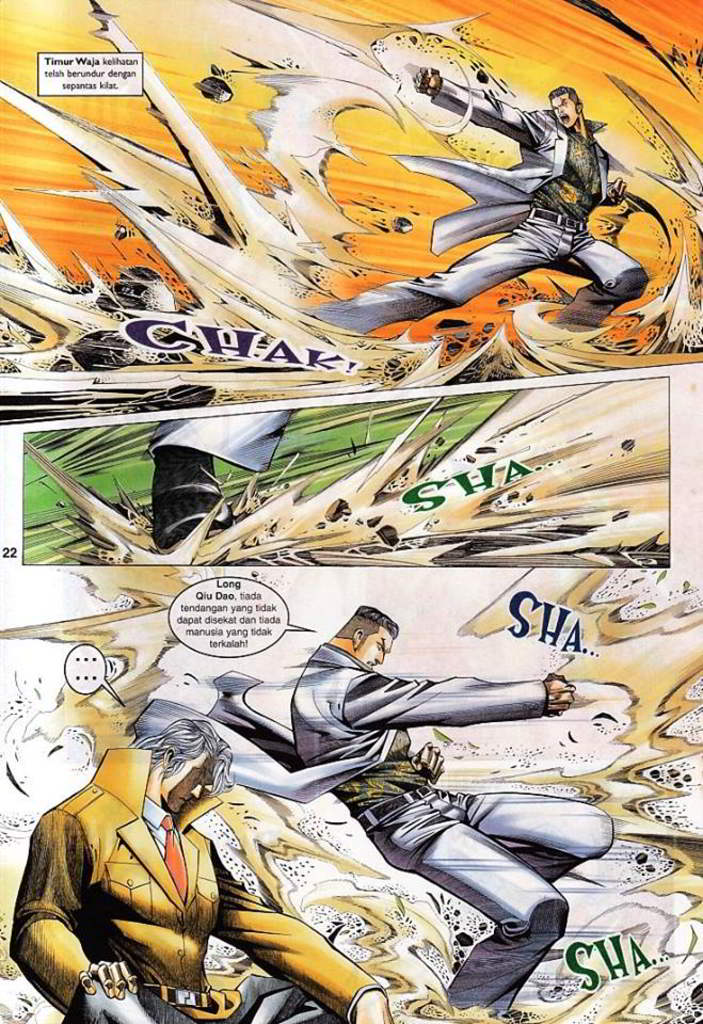 Timur Waja kelihatan
telah berundur dengan
sepantas kilat.
CHAK!
SHA...
22
Long
Qiu Dao, tiada
tendangan yang tidak
dapat disekat dan tiada
manusia yang tidak
terkalah!
SHA...
......
SHA...